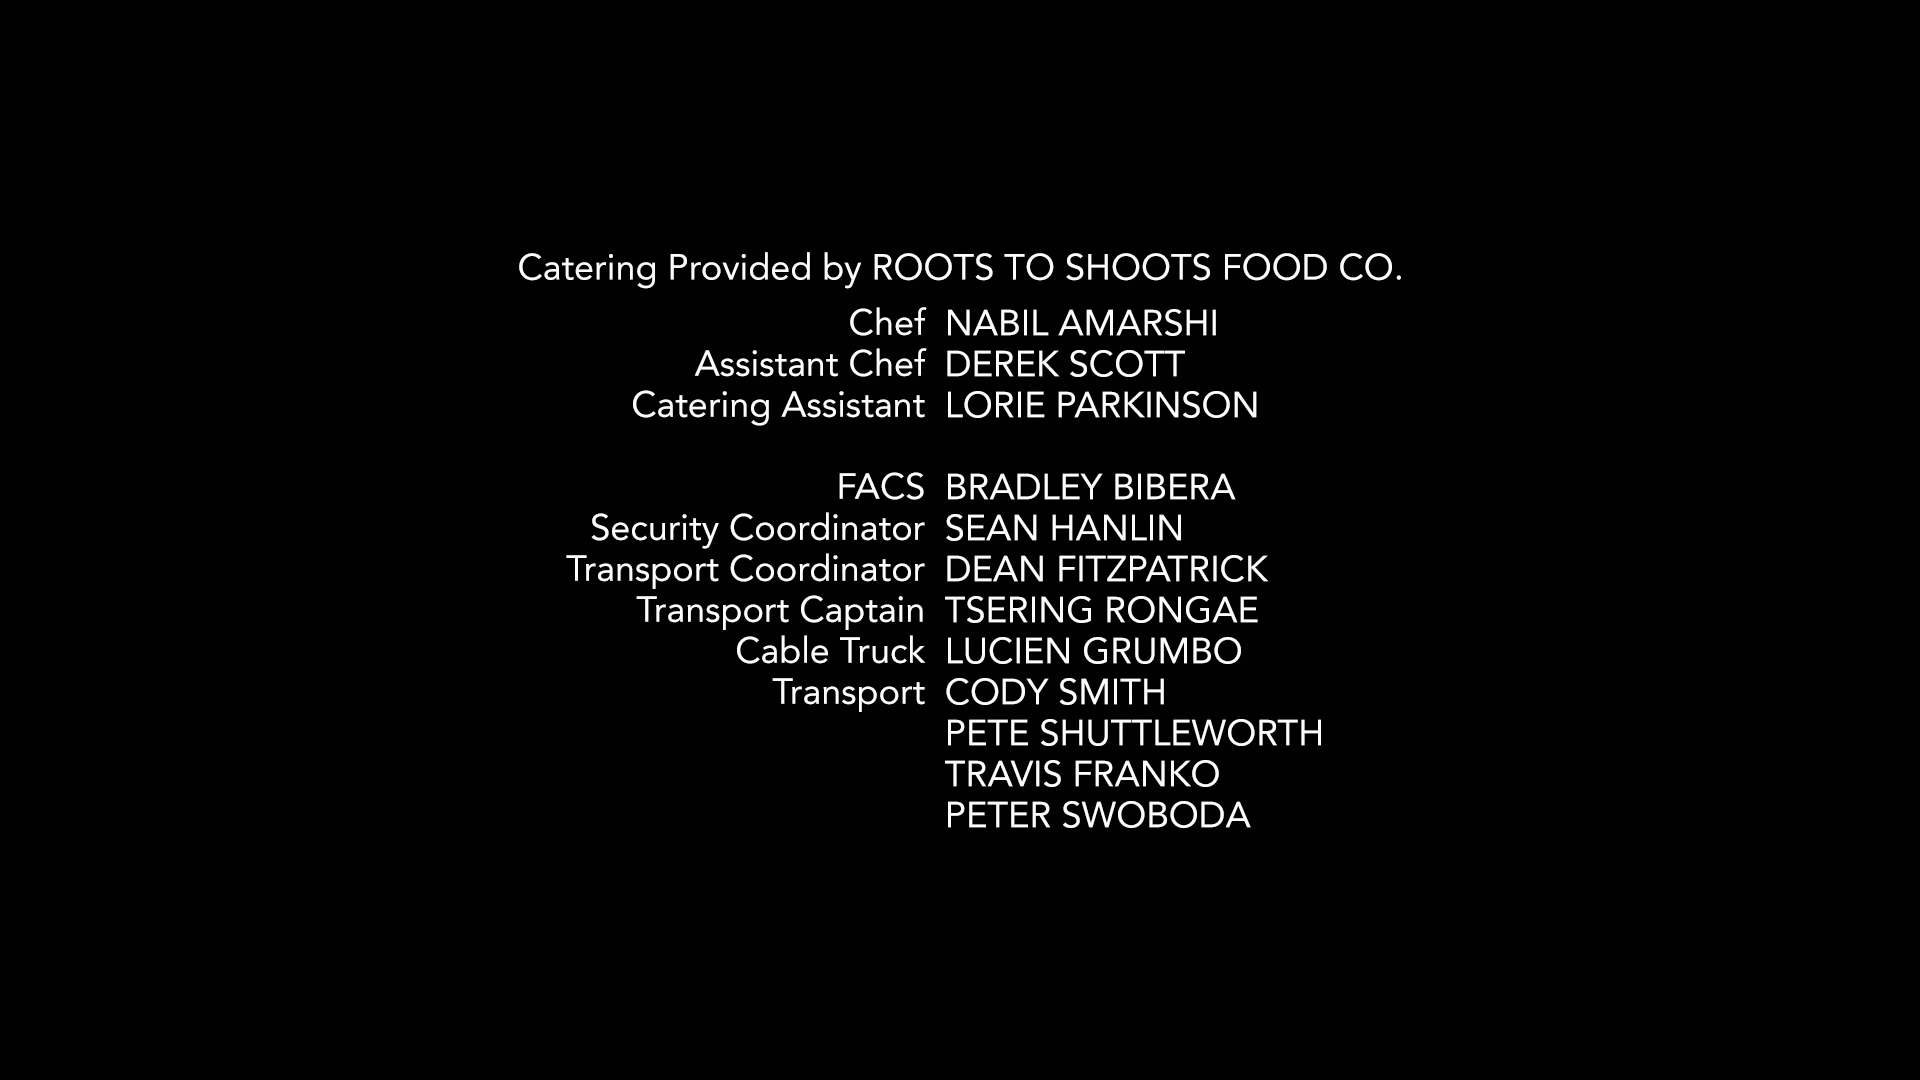 Catering Provided by ROOTS TO SHOOTS FOOD CO.
Chef NABIL AMARSHI
Assistant Chef DEREK SCOTT
Catering Assistant LORIE PARKINSON
FACS BRADLEY BIBERA
Security Coordinator SEAN HANLIN
Transport Coordinator DEAN FITZPATRICK
Transport Captain TSERING RONGAE
Cable Truck LUCIEN GRUMBO
Transport CODY SMITH
PETE SHUTTLEWORTH
TRAVIS FRANKO
PETER SWOBODA